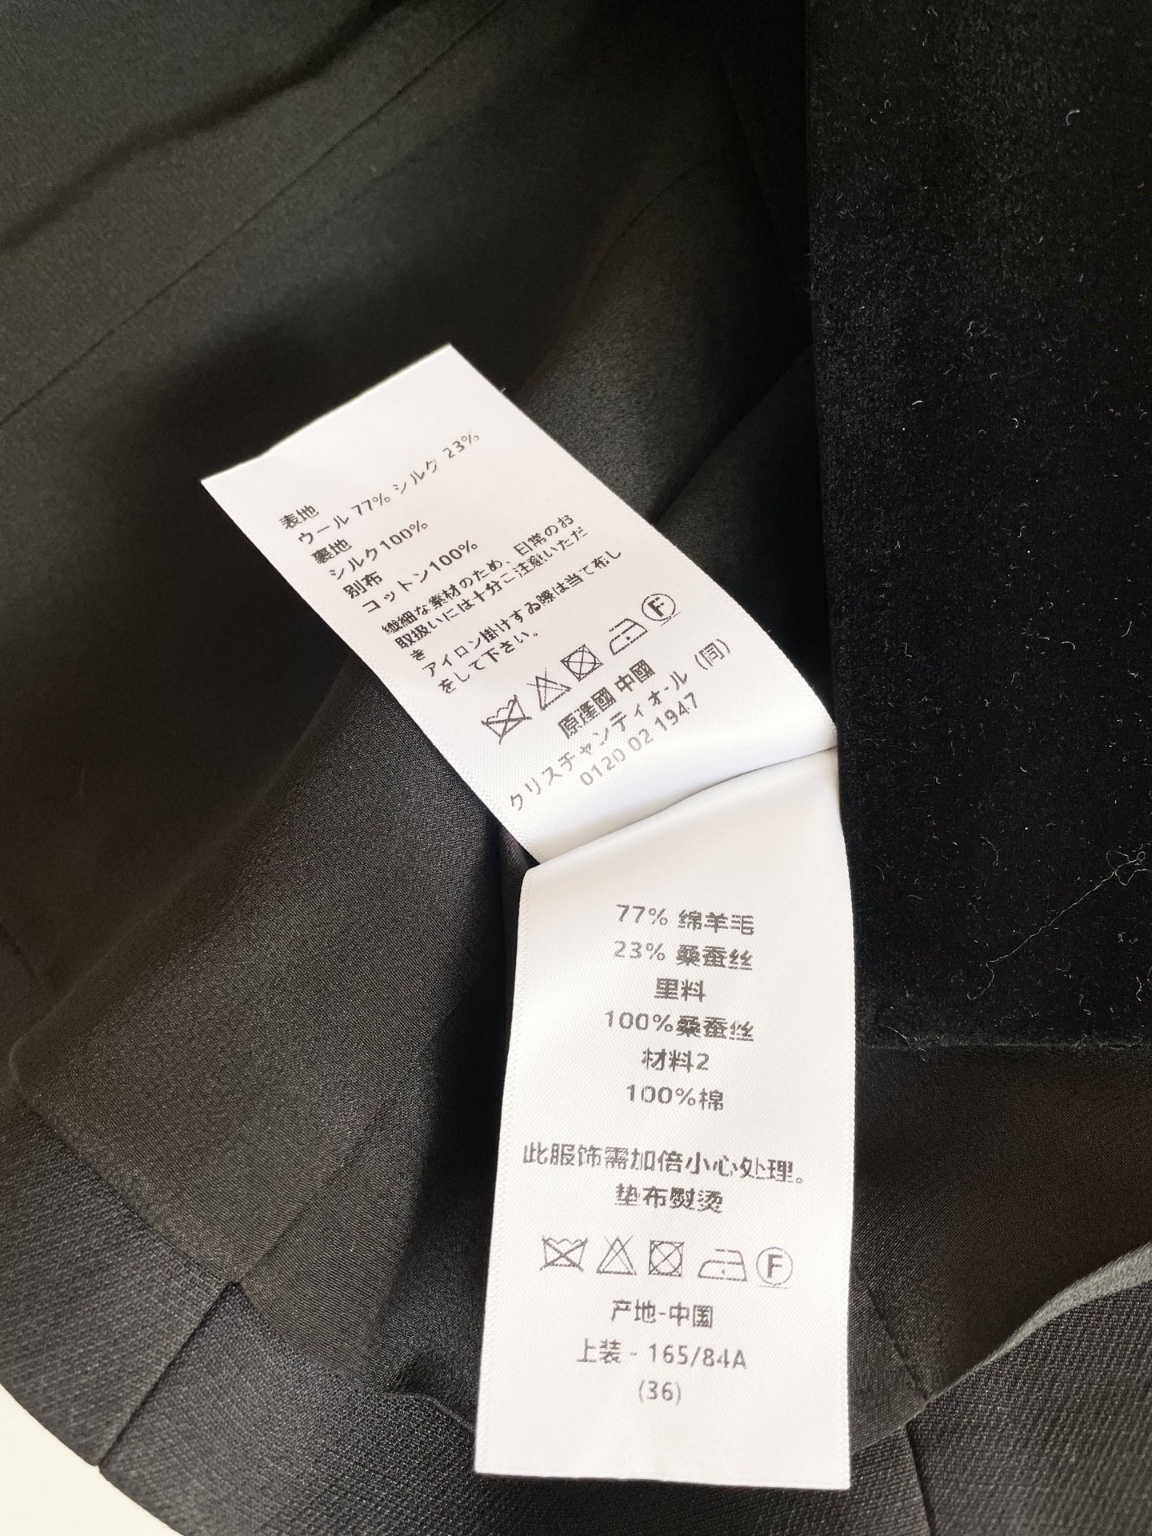 表地
ウール 77% シルク 23%
裏地
シルク100%
別布
コットン100%
繊細な素材のため、日常のお
取扱いには十分ご注意いただ
き
アイロン掛けする際は当て布し
をして下さい。
F
原産國 中國
クリスチャンディオール (同)
0120 02 1947
77% 绵羊毛
23% 桑蚕丝
里料
100%桑蚕丝
材料2
100%棉
此服饰需加倍小心处理。
垫布熨烫
F
产地-中国
上装 - 165/84A
(36)